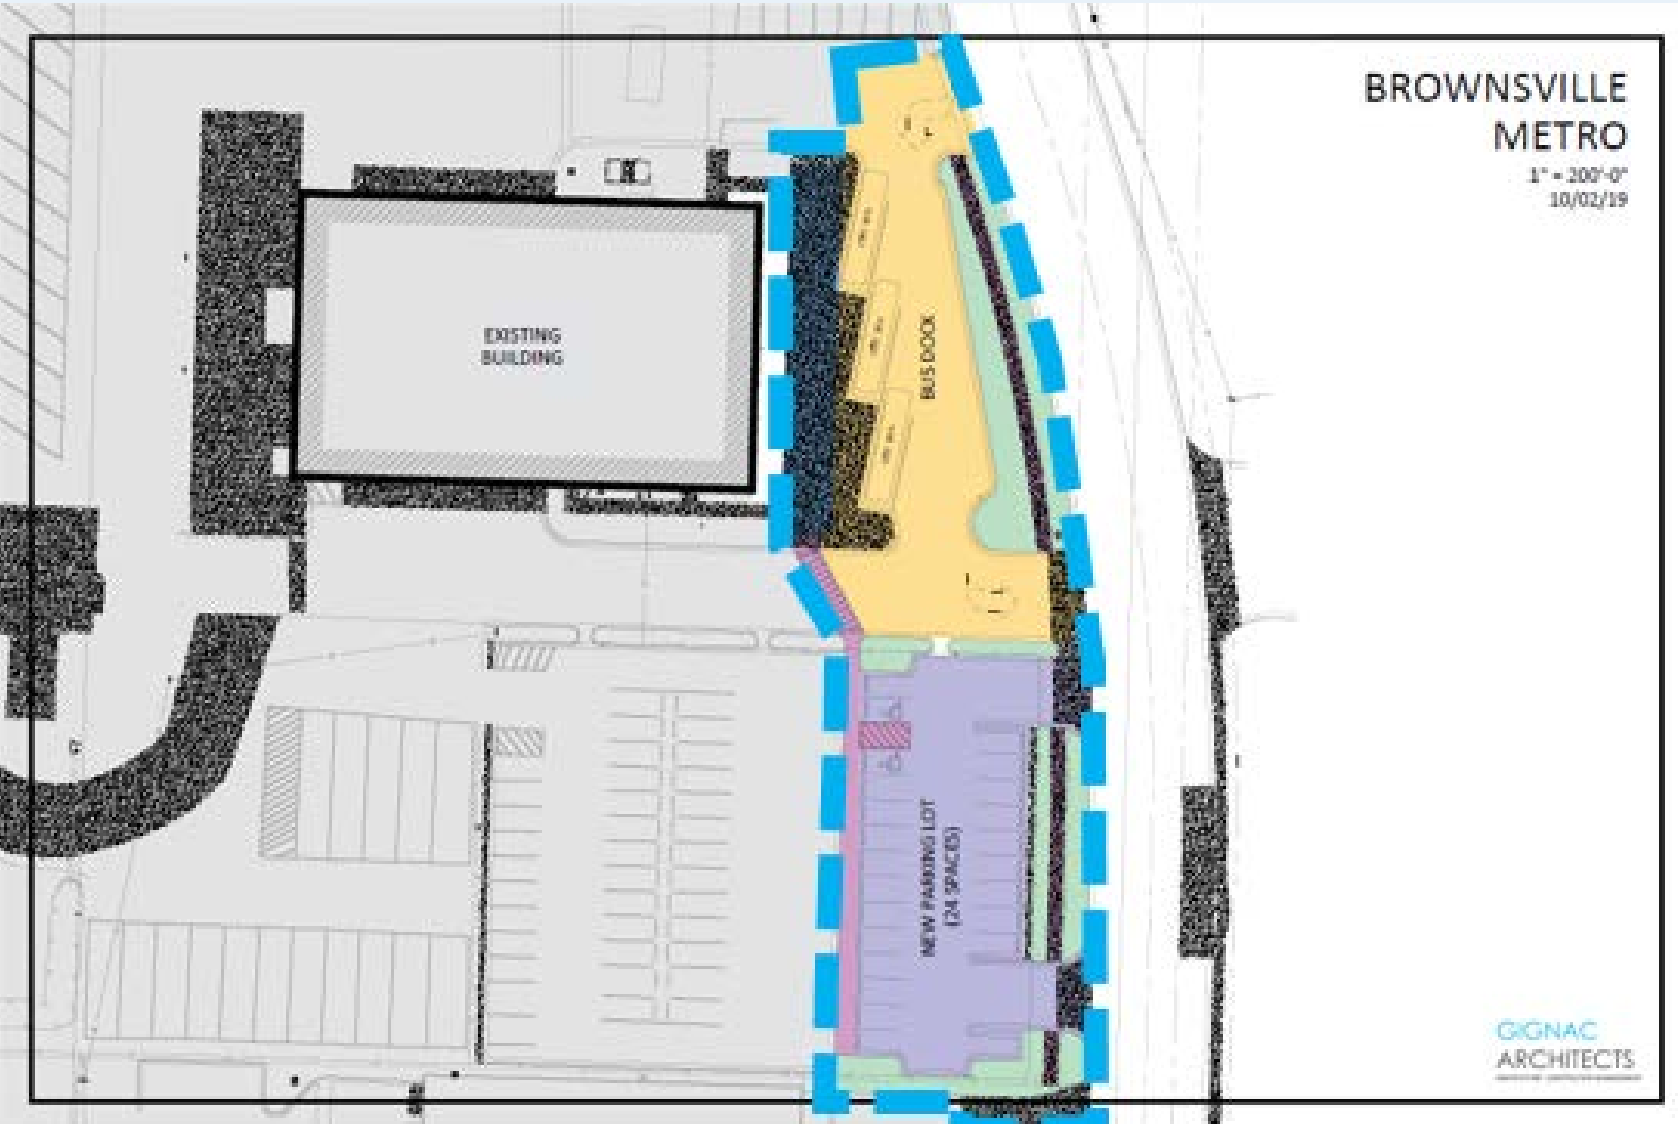 BROWNSVILLE
METRO
1" = 200'-0"
10/02/19
EXISTING
BUILDING
BUS DOCK
NEW PARKING LOT
(24 SPACES)
GIGNAC
ARCHITECTS